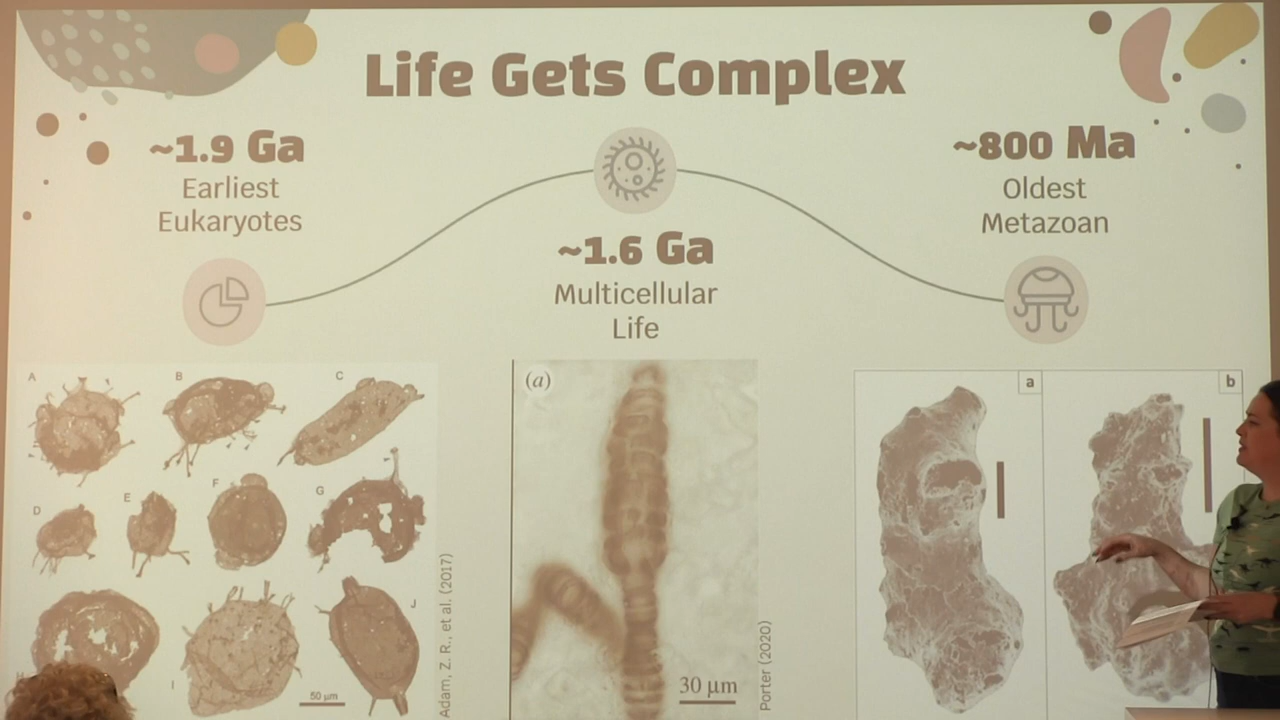 Life Gets Complex
~1.9 Ga
Earliest
Eukaryotes
~1.6 Ga
Multicellular
Life
~800 Ma
Oldest
Metazoan
A
B
C
D
E
F
G
H
I
J
50 µm
Adam, Z. R., et al. (2017)
(a)
30 µm
Porter (2020)
a
b